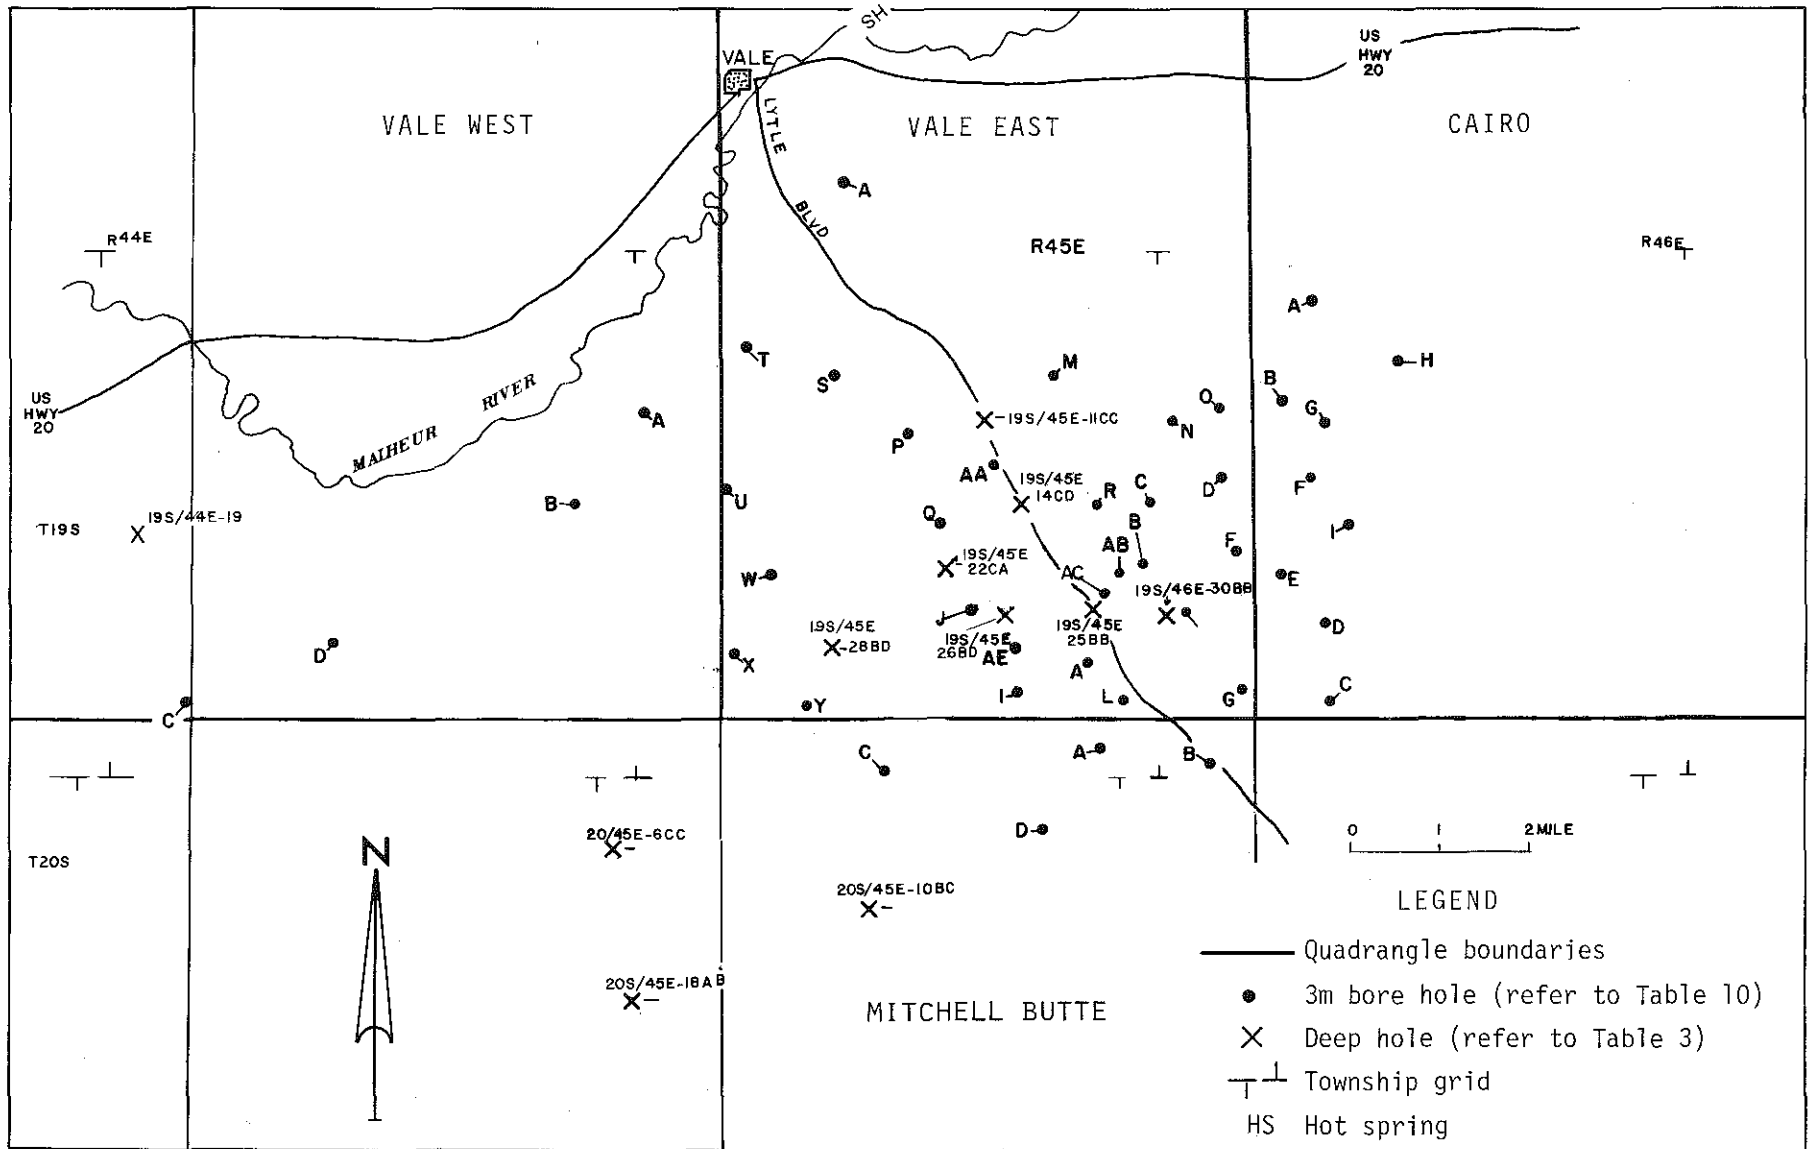 SH
US
HWY
20
VALE
VALE WEST
LYTLE
BLVD
VALE EAST
CAIRO
A
R44E
R45E
R46E
A
H
T
M
S
B
O
G
US
HWY
20
A
RIVER
MALHEUR
19S/45E-11CC
N
P
AA
19S/45E
14CD
R
C
D
F
B
U
Q
B
I
T19S
19S/44E-19
AB
F
19S/45E
22CA
W
AC
E
19S/46E-30BB
J
19S/45E
28BD
19S/45E
26BD
19S/45E
25BB
D
D
AE
X
A
I
L
G
C
C
Y
C
A
B
D
0 1 2 MILE
20/45E-6CC
T20S
N
20S/45E-10BC
20S/45E-18AB
MITCHELL BUTTE
LEGEND
Quadrangle boundaries
3m bore hole (refer to Table 10)
Deep hole (refer to Table 3)
Township grid
HS Hot spring